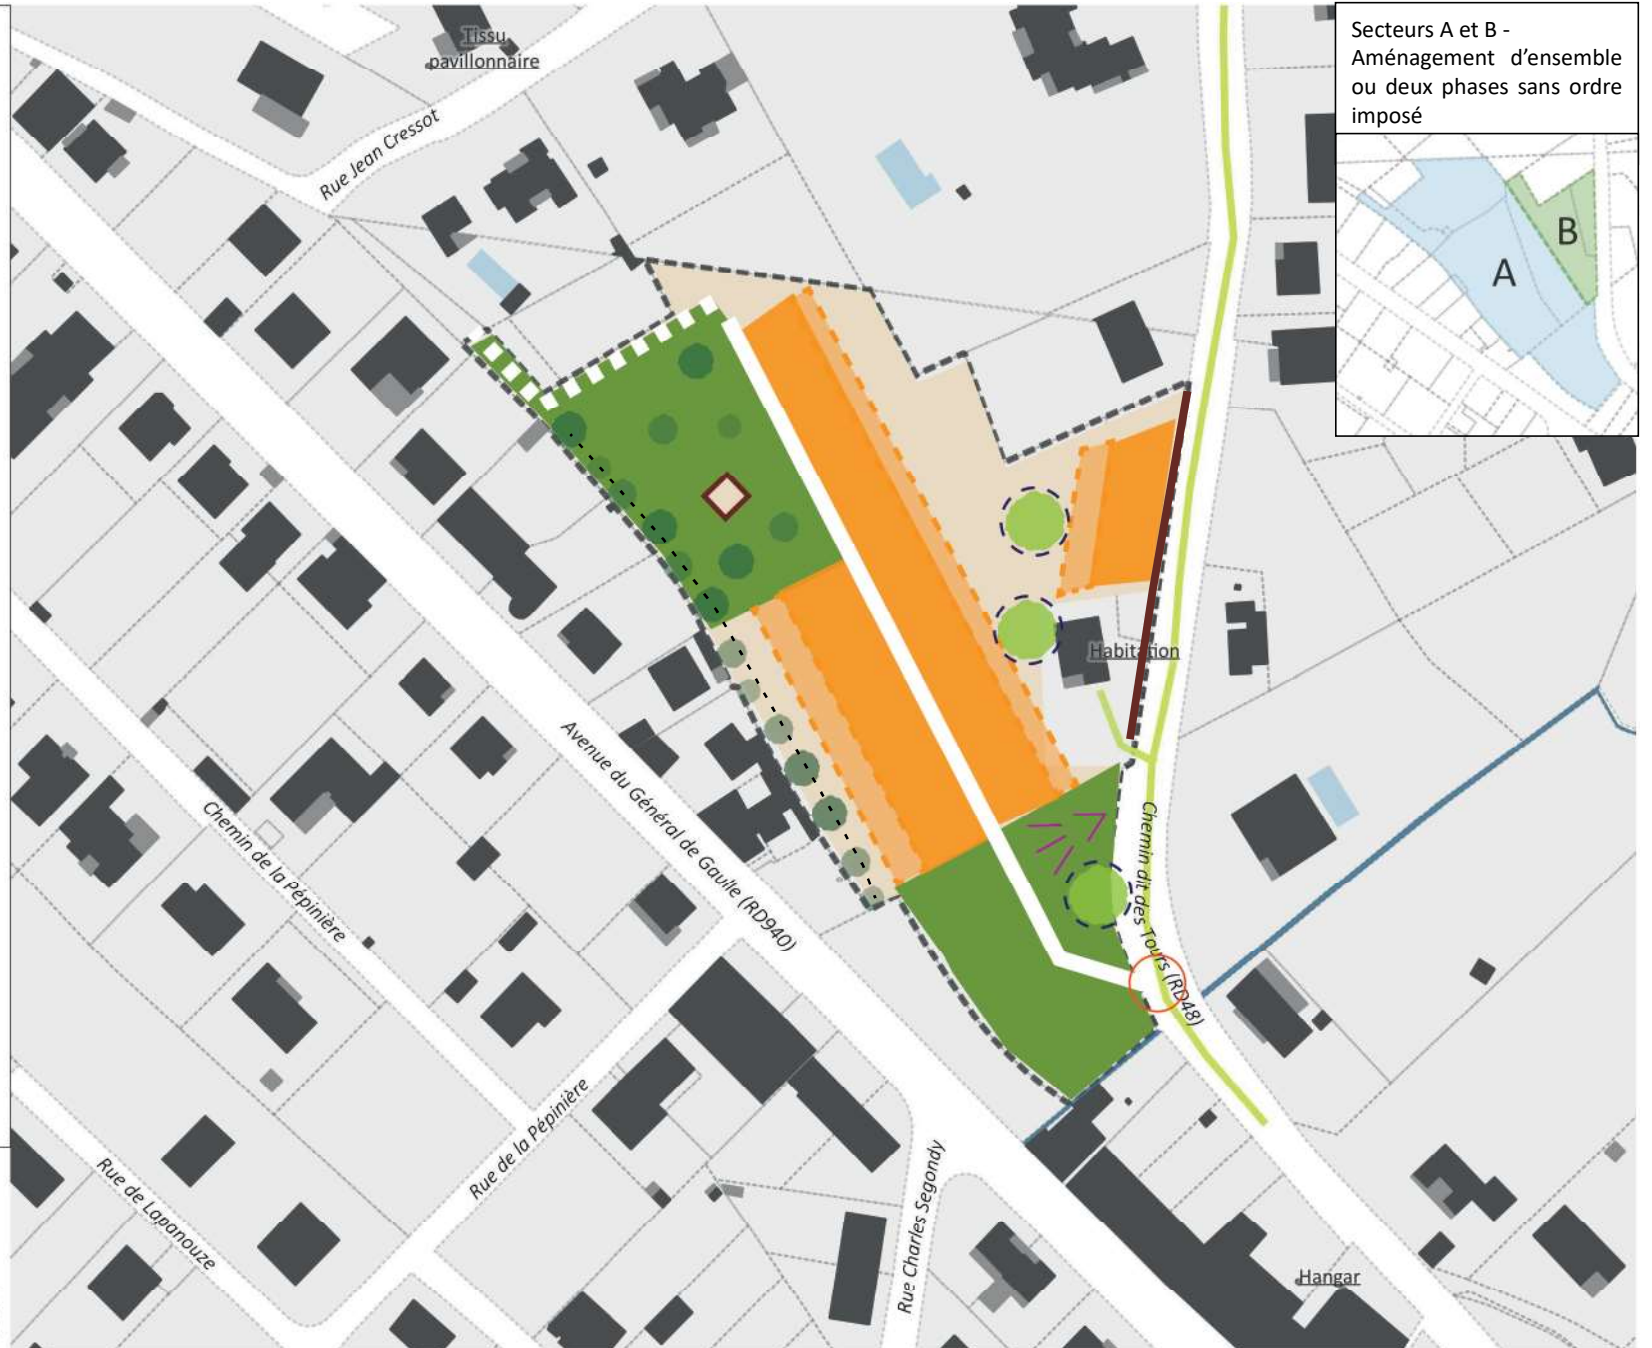 Tissu
pavillonnaire
Secteurs A et B -
Aménagement d'ensemble
ou deux phases sans ordre
imposé
Rue Jean Cressot
B
A
Habitation
Avenue du Général de Gaulle (RD940)
Chemin dit des Tours (RD48)
Chemin de la Pépinière
Rue de la Pépinière
Rue de Lapanouze
Rue Charles Segondy
Hangar